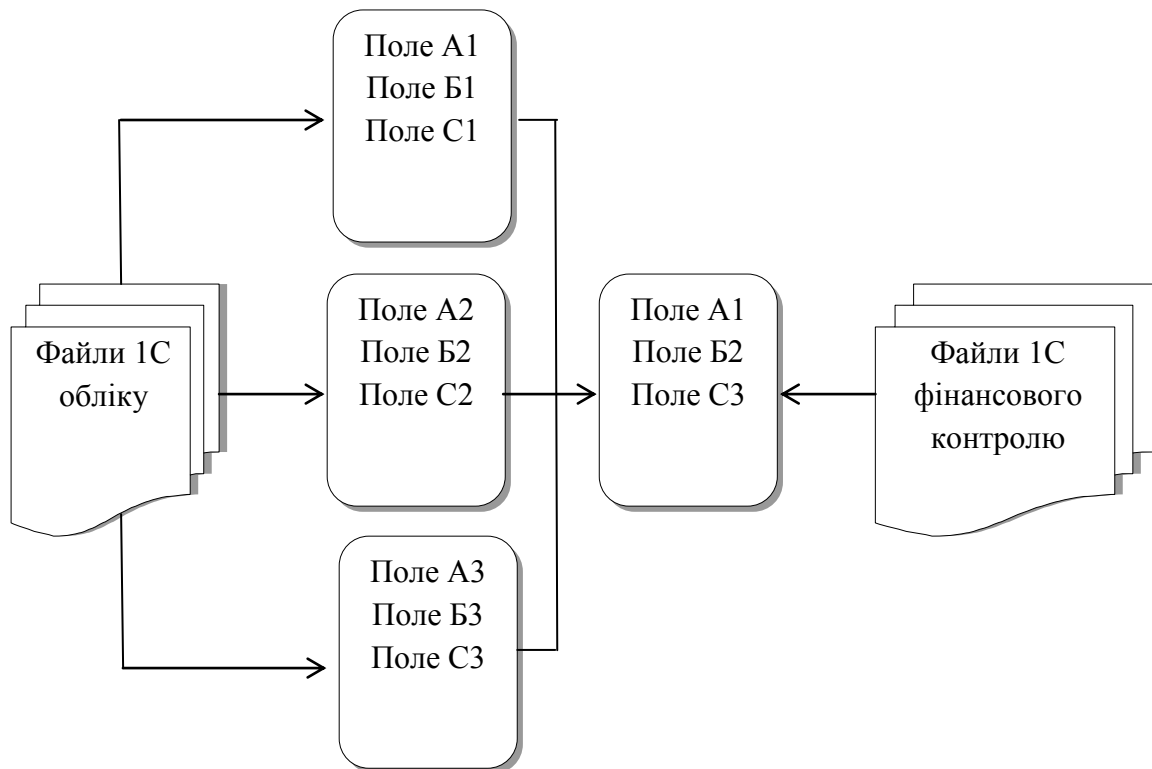 Поле А1
Поле Б1
Поле С1
Файли 1С
обліку
Поле А2
Поле Б2
Поле С2
Поле А1
Поле Б2
Поле С3
Файли 1С
фінансового
контролю
Поле А3
Поле Б3
Поле С3